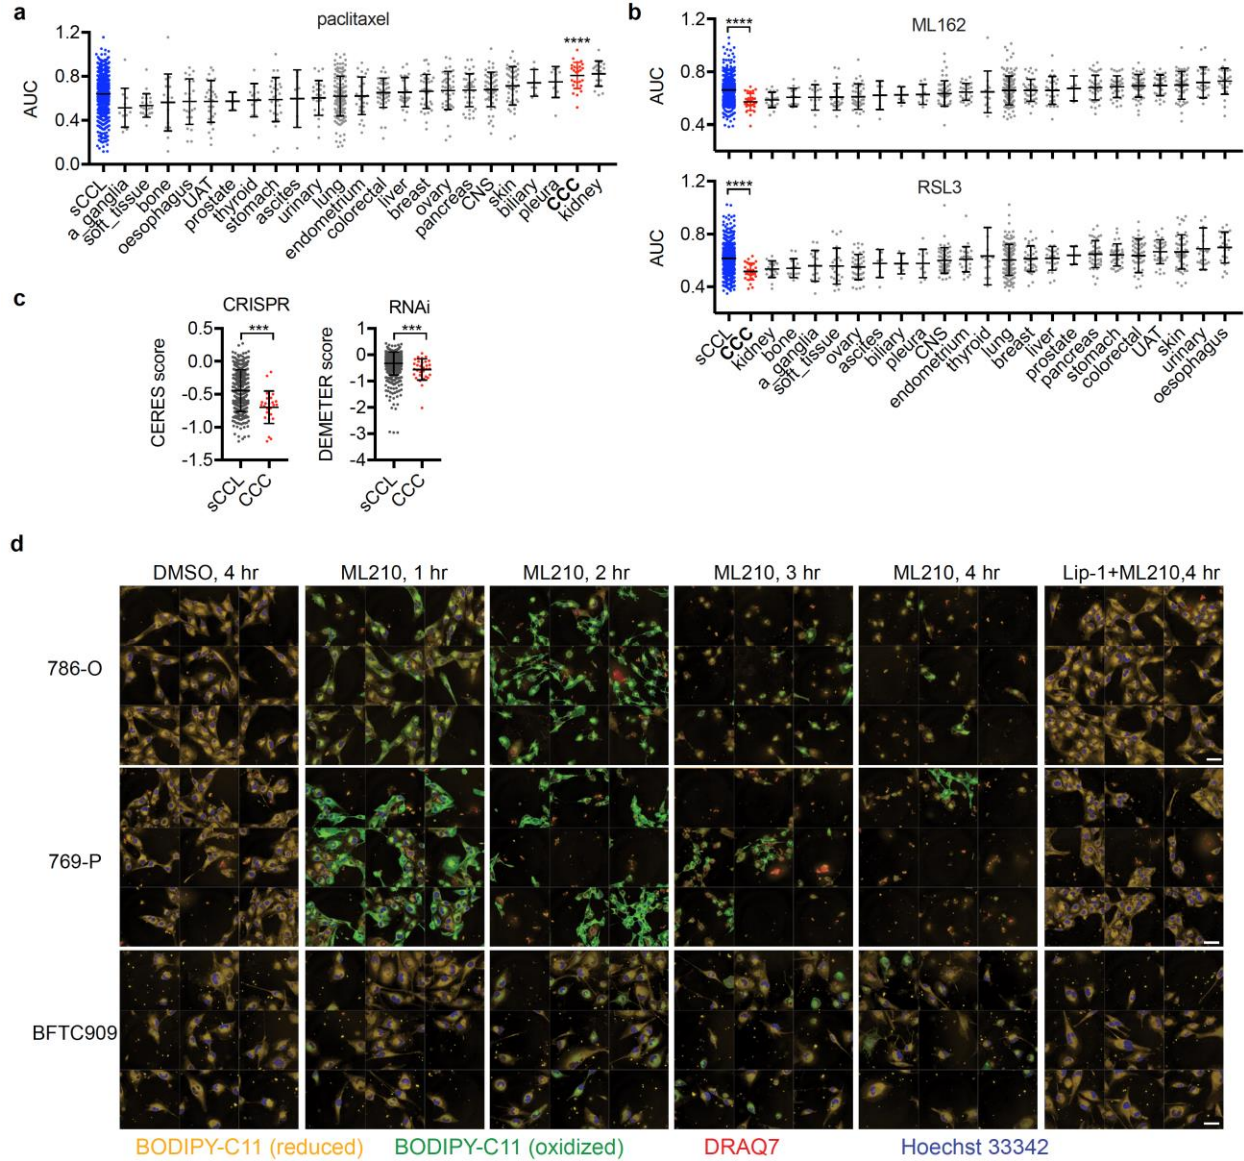 a
paclitaxel
AUC
1.2
0.8
0.4
0.0
****
sCCL
a_ganglia
soft_tissue
bone
oesophagus
UAT
prostate
thyroid
stomach
ascites
urinary
lung
endometrium
colorectal
liver
breast
ovary
pancreas
CNS
skin
biliary
pleura
CCC
kidney
b
ML162
AUC
1.2
0.8
0.4
****
RSL3
AUC
1.2
0.8
0.4
****
sCCL
CCC
kidney
bone
a_ganglia
soft_tissue
ovary
ascites
biliary
pleura
CNS
endometrium
thyroid
lung
breast
liver
prostate
pancreas
stomach
colorectal
UAT
skin
urinary
oesophagus
c
CRISPR
CERES score
0.5
0.0
-0.5
-1.0
-1.5
***
sCCL
CCC
RNAi
DEMETER score
1
0
-1
-2
-3
-4
***
sCCL
CCC
d
DMSO, 4 hr ML210, 1 hr ML210, 2 hr ML210, 3 hr ML210, 4 hr Lip-1+ML210,4 hr
786-O
769-P
BFTC909
BODIPY-C11 (reduced) BODIPY-C11 (oxidized) DRAQ7 Hoechst 33342